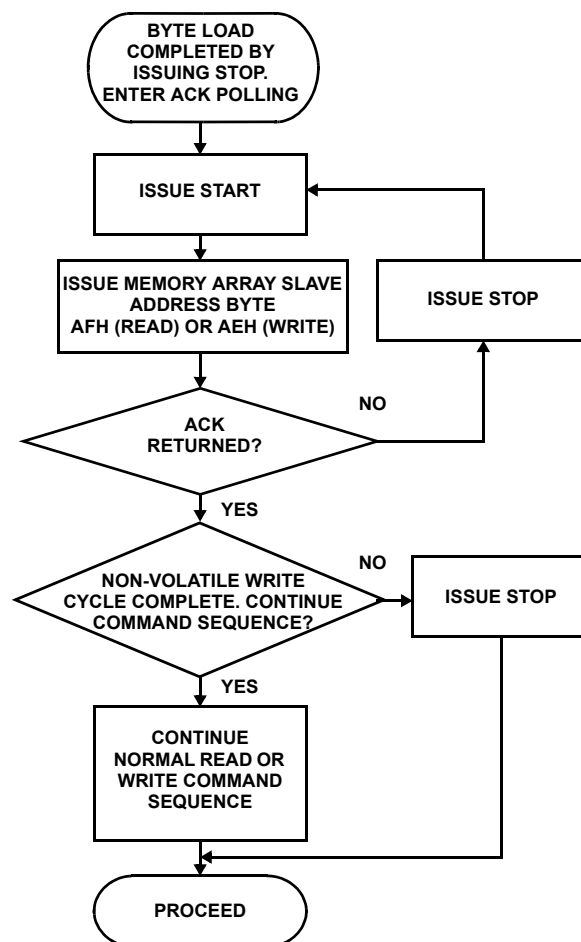 BYTE LOAD
COMPLETED BY
ISSUING STOP.
ENTER ACK POLLING
ISSUE START
ISSUE MEMORY ARRAY SLAVE
ADDRESS BYTE
AFH (READ) OR AEH (WRITE)
ISSUE STOP
NO
ACK
RETURNED?
YES
NO
NON-VOLATILE WRITE
CYCLE COMPLETE. CONTINUE
COMMAND SEQUENCE?
ISSUE STOP
YES
CONTINUE
NORMAL READ OR
WRITE COMMAND
SEQUENCE
PROCEED